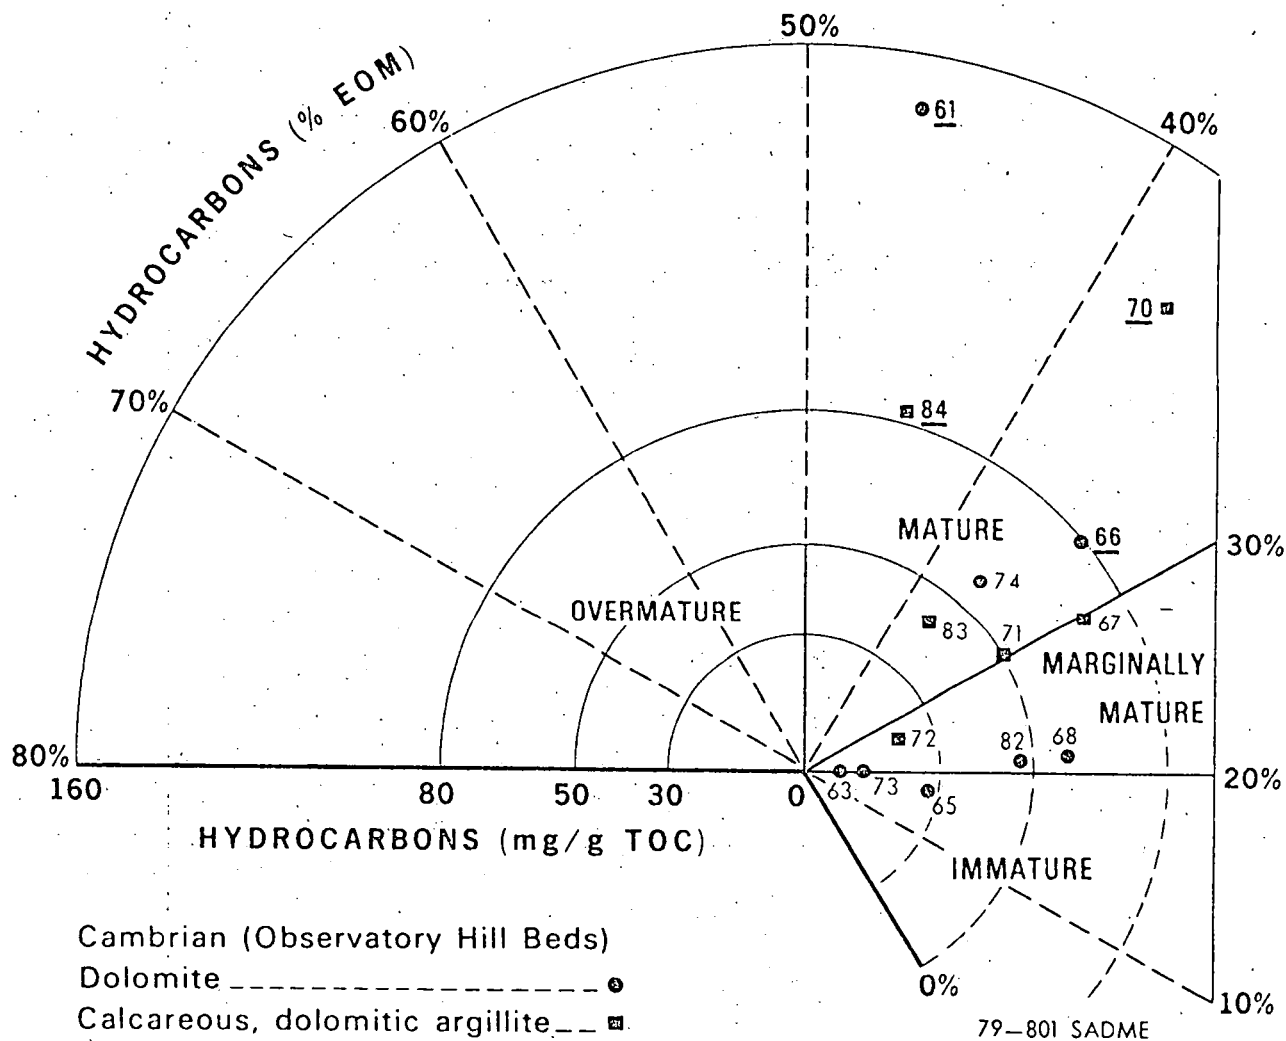 50%
60%
40%
HYDROCARBONS (% EOM)
61
70
70%
84
MATURE
66
30%
74
OVERMATURE
83
71
67
MARGINALLY
MATURE
72
82
68
80%
20%
160
80
50
30
0
63
73
65
HYDROCARBONS (mg/g TOC)
IMMATURE
Cambrian (Observatory Hill Beds)
Dolomite
0%
10%
Calcareous, dolomitic argillite
79-801 SADME